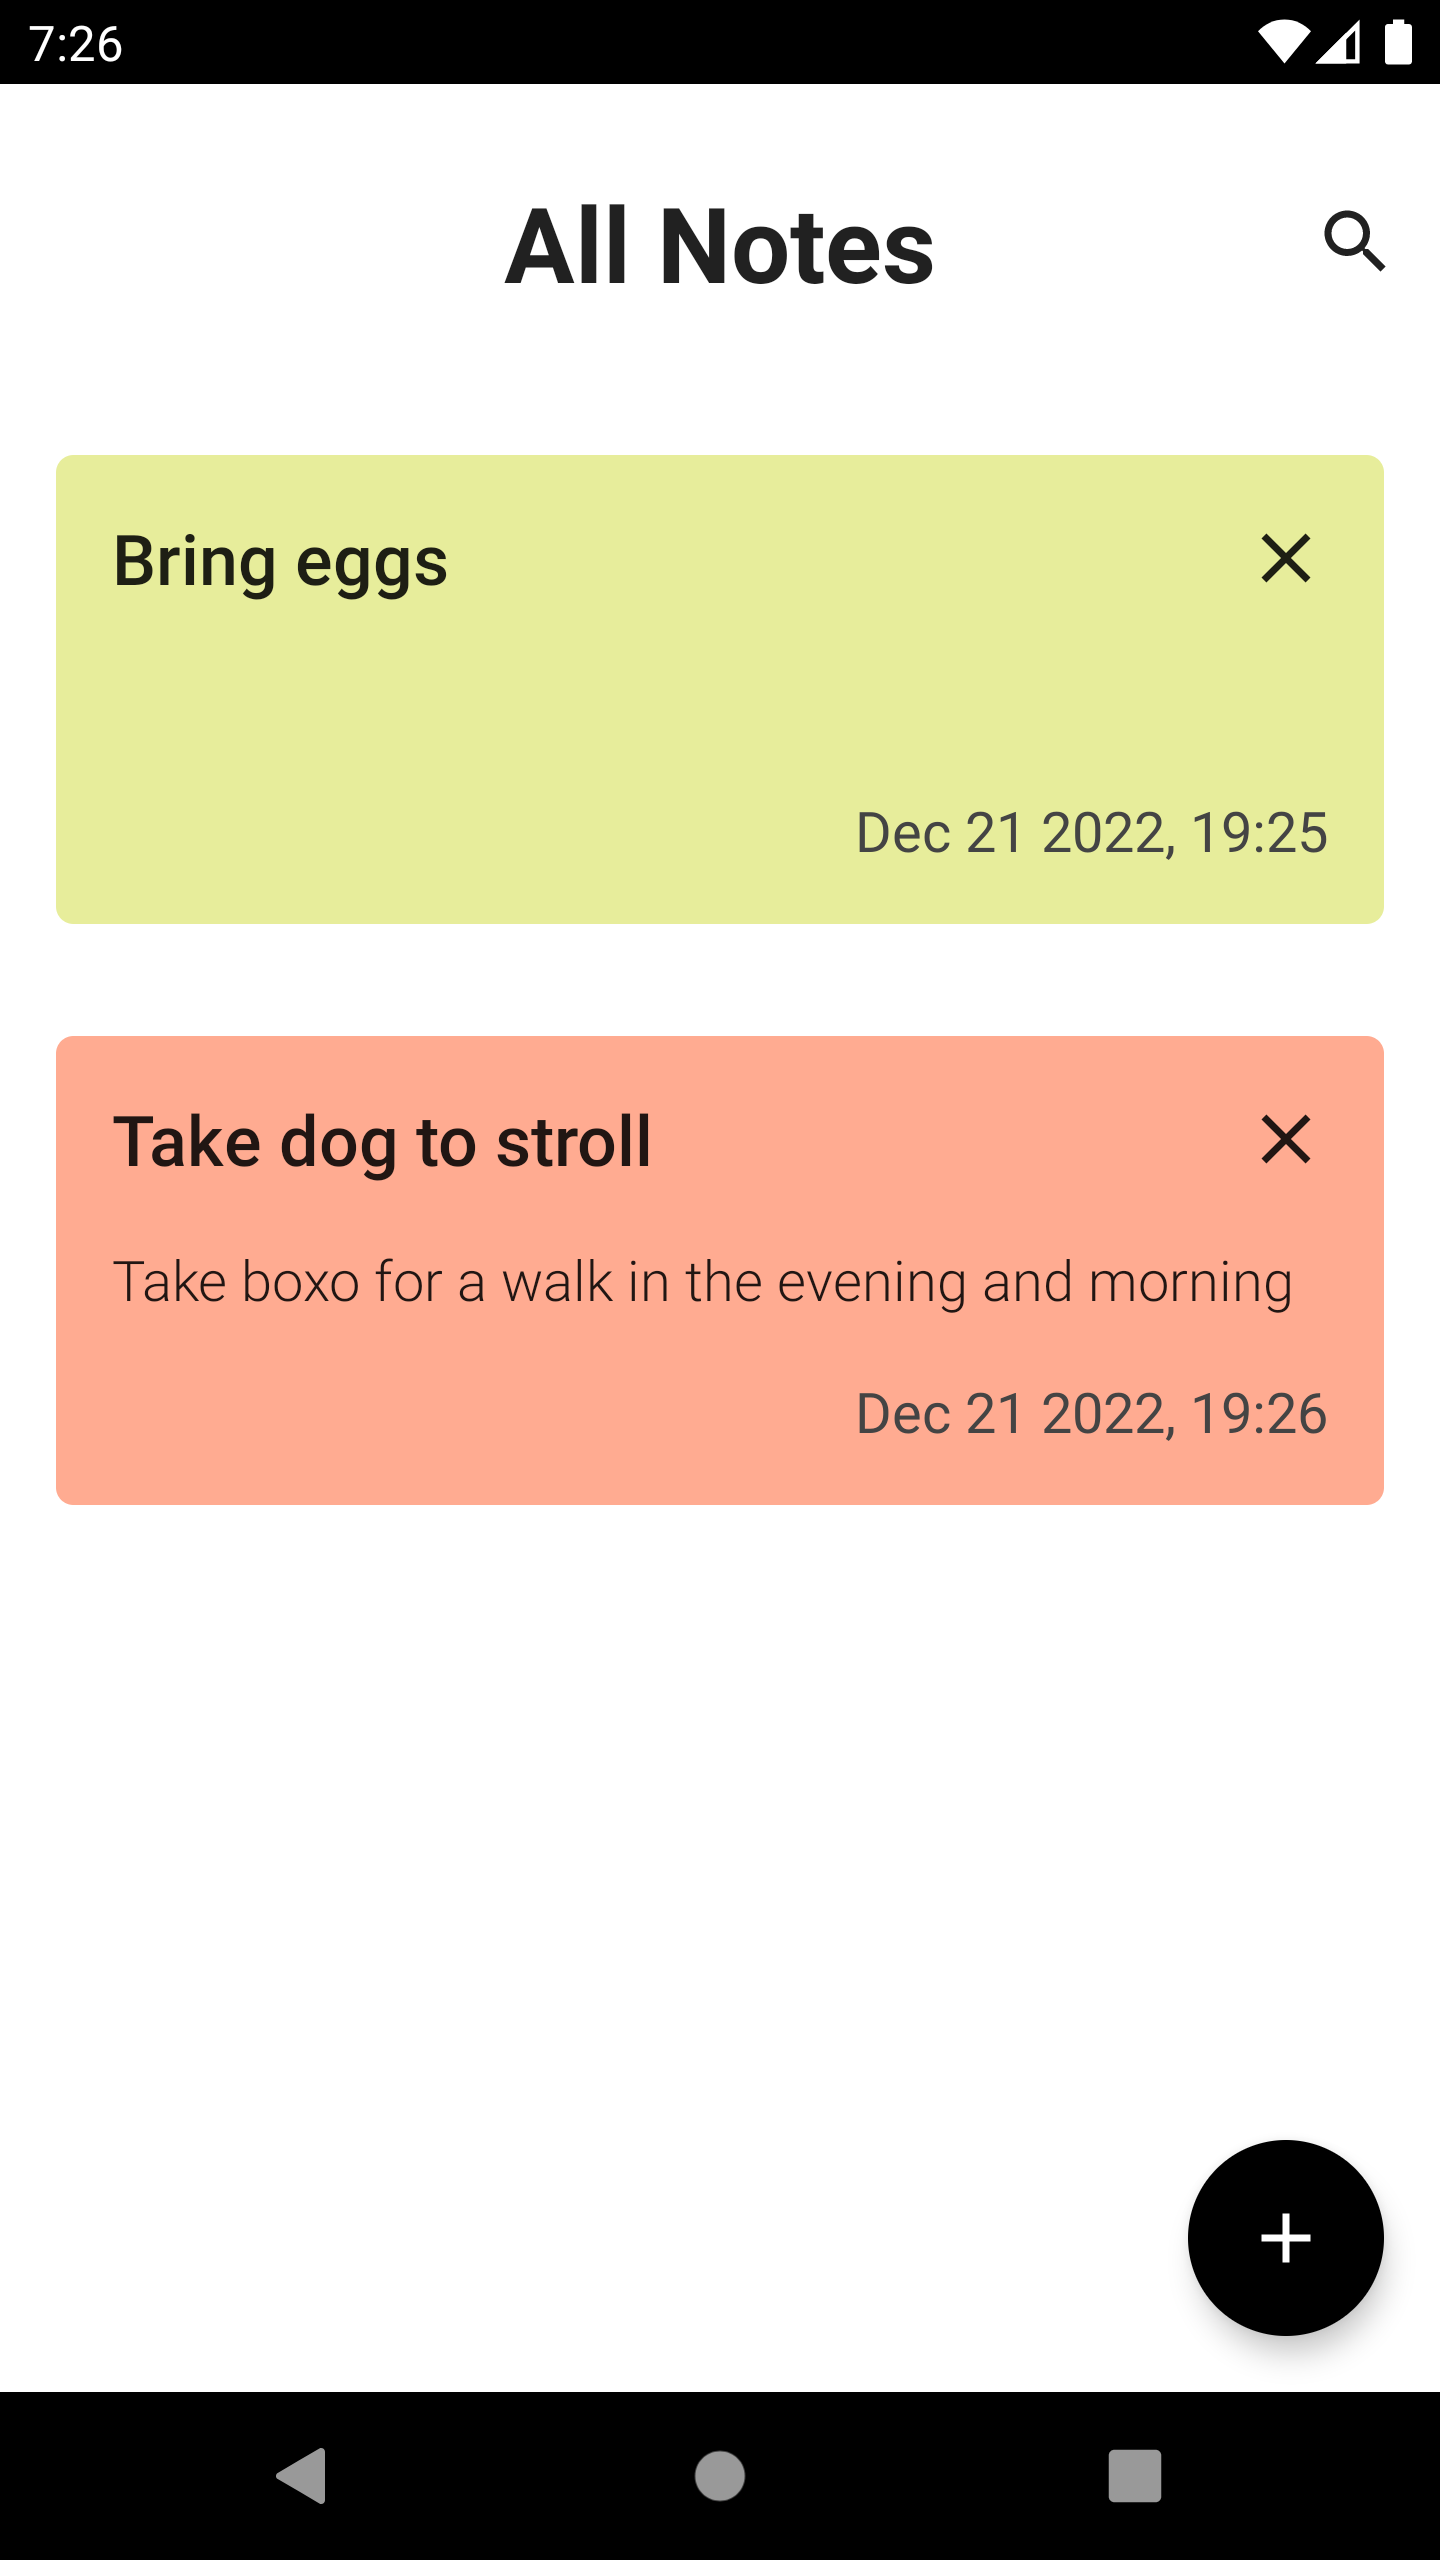 7:26
All Notes
Bring eggs
Dec 21 2022, 19:25
Take dog to stroll
Take boxo for a walk in the evening and morning
Dec 21 2022, 19:26